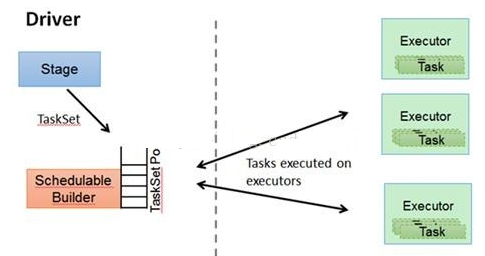 Driver
Stage
TaskSet
Schedulable
Builder
TaskSet Po
Tasks executed on
executors
Executor
Task
Executor
Task
Executor
Task